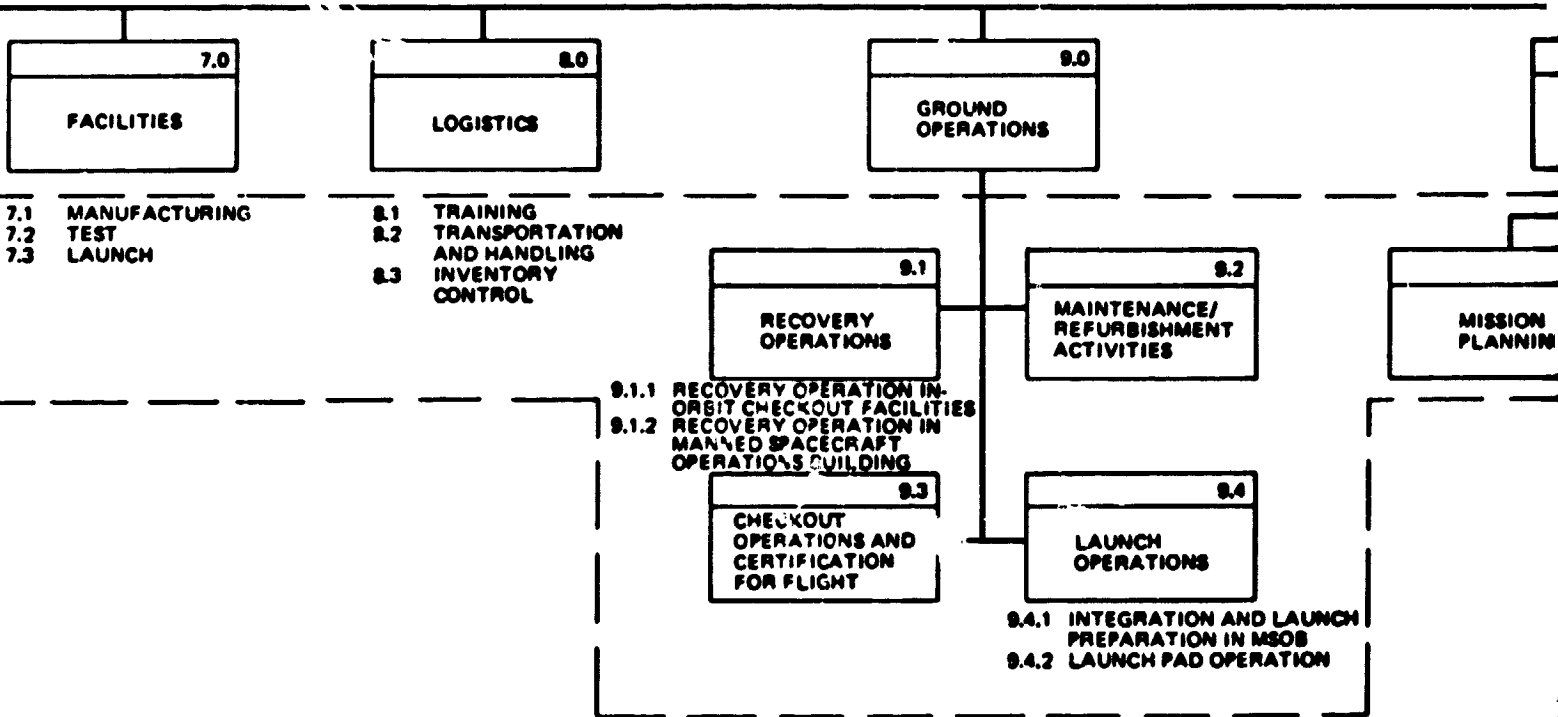 7.0
FACILITIES
7.1 MANUFACTURING
7.2 TEST
7.3 LAUNCH
8.0
LOGISTICS
8.1 TRAINING
8.2 TRANSPORTATION
AND HANDLING
8.3 INVENTORY
CONTROL
9.0
GROUND
OPERATIONS
9.1
RECOVERY
OPERATIONS
9.1.1 RECOVERY OPERATION IN-
ORBIT CHECKOUT FACILITIES
9.1.2 RECOVERY OPERATION IN
MANNED SPACECRAFT
OPERATIONS BUILDING
9.2
MAINTENANCE/
REFURBISHMENT
ACTIVITIES
9.3
CHECKOUT
OPERATIONS AND
CERTIFICATION
FOR FLIGHT
9.4
LAUNCH
OPERATIONS
9.4.1 INTEGRATION AND LAUNCH
PREPARATION IN MSOB
9.4.2 LAUNCH PAD OPERATION
MISSION
PLANNIN